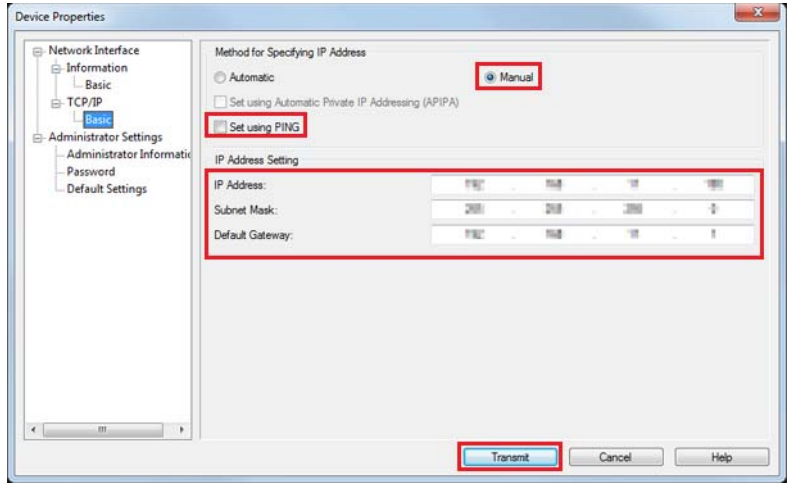 Device Properties
Network Interface
Information
Basic
TCP/IP
Basic
Administrator Settings
Administrator Informatic
Password
Default Settings
Method for Specifying IP Address
Automatic
Manual
Set using Automatic Private IP Addressing (APIPA)
Set using PING
IP Address Setting
IP Address:
Subnet Mask:
Default Gateway:
Transmit
Cancel
Help